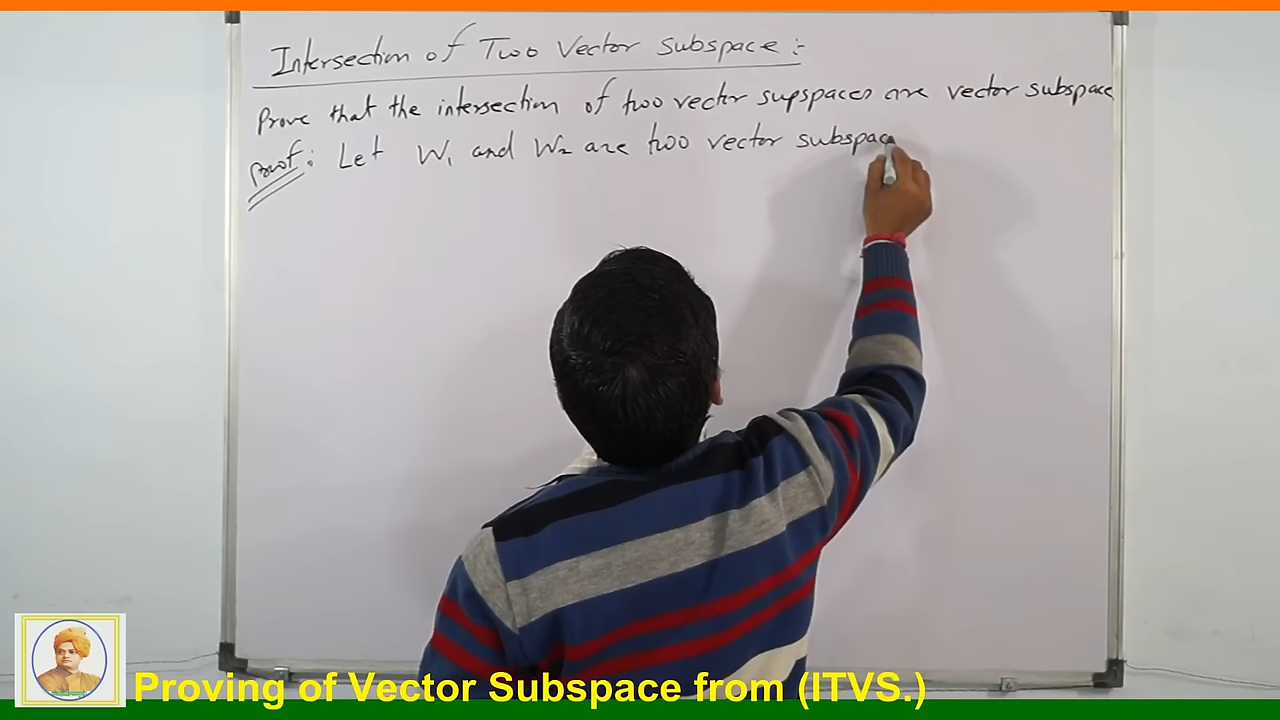 Intersection of Two Vector Subspace :-
Prove that the intersection of two vector supspaces are vector subspace
Proof : Let W₁ and W₂ are two vector subspac
Proving of Vector Subspace from (ITVS.)